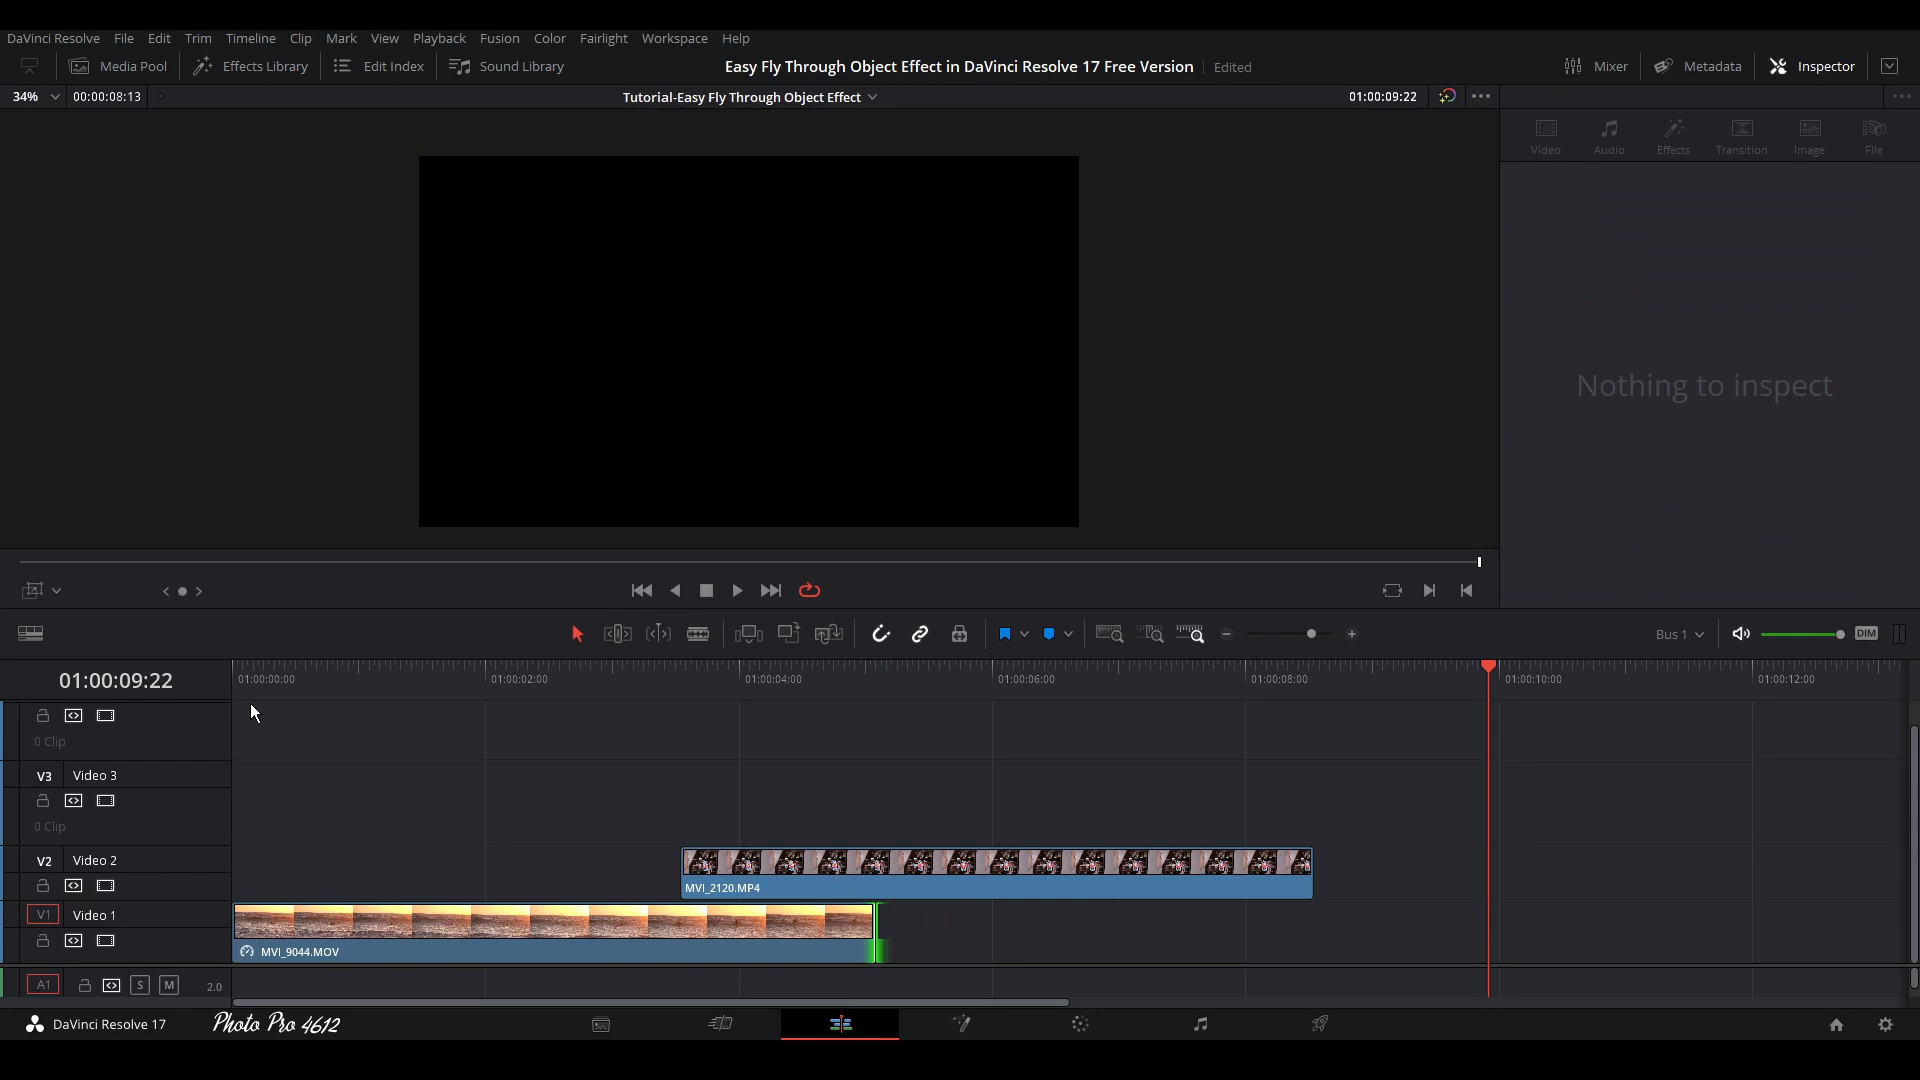 DaVinci Resolve File Edit Trim Timeline Clip Mark View Playback Fusion Color Fairlight Workspace Help
Media Pool Effects Library Edit Index Sound Library Easy Fly Through Object Effect in DaVinci Resolve 17 Free Version Edited Mixer Metadata Inspector
34% 00:00:08:13 Tutorial-Easy Fly Through Object Effect 01:00:09:22
Video Audio Effects Transition Image File
Nothing to inspect
Bus 1 DIM
01:00:09:22 01:00:00:00 01:00:02:00 01:00:04:00 01:00:06:00 01:00:08:00 01:00:10:00 01:00:12:00
0 Clip
V3 Video 3
0 Clip
V2 Video 2
MVI_2120.MP4
V1 Video 1
MVI_9044.MOV
A1 S M 2.0
DaVinci Resolve 17 Photo Pro 4612